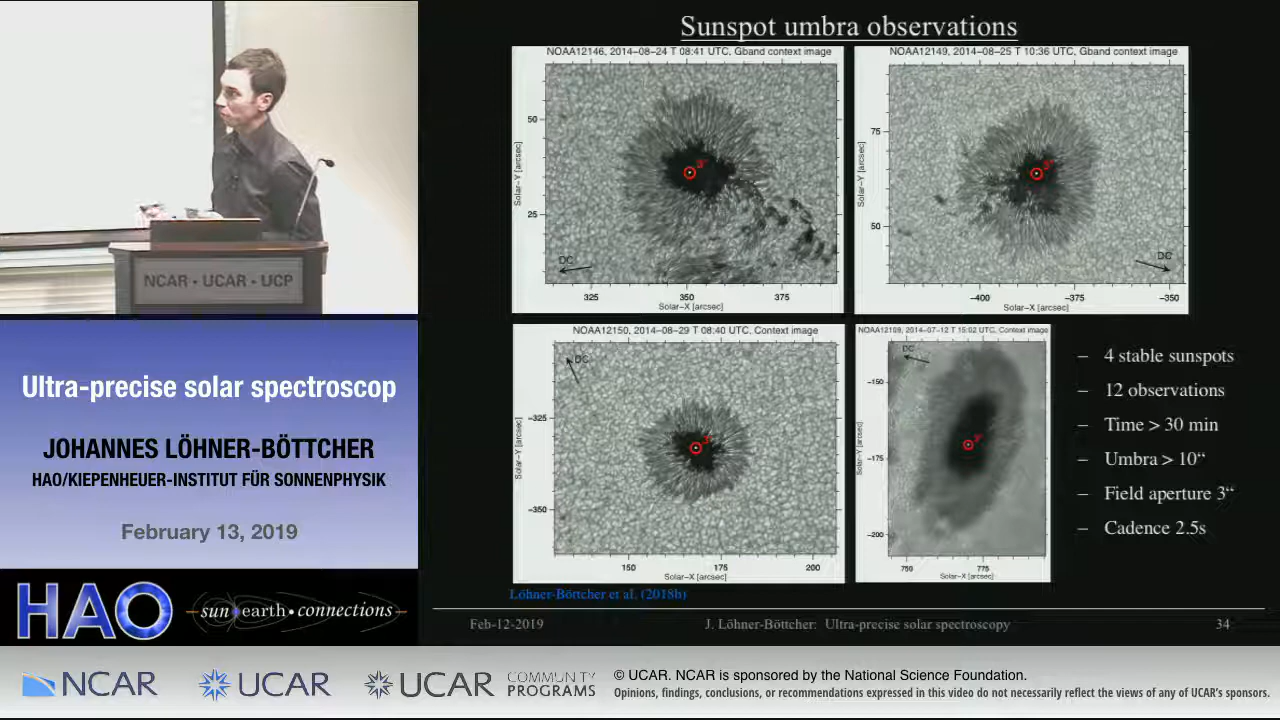 Sunspot umbra observations
NOAA12146, 2014-08-24 T 08:41 UTC, Gband context image
50
25
Solar-Y [arcsec]
3"
DC
325
350
375
Solar-X [arcsec]
NOAA12149, 2014-08-25 T 10:36 UTC, Gband context image
75
50
Solar-Y [arcsec]
3"
DC
-400
-375
-350
Solar-X [arcsec]
NOAA12150, 2014-08-29 T 08:40 UTC, Context image
-325
-350
Solar-Y [arcsec]
DC
150
175
200
Solar-X [arcsec]
NOAA12109, 2014-07-12 T 15:02 UTC, Context image
-150
-175
-200
Solar-Y [arcsec]
DC
750
775
Solar-X [arcsec]
– 4 stable sunspots
– 12 observations
– Time > 30 min
– Umbra > 10“
– Field aperture 3“
– Cadence 2.5s
Löhner-Böttcher et al. (2018b)
Feb-12-2019
J. Löhner-Böttcher: Ultra-precise solar spectroscopy
34
NCAR • UCAR • UCP
Ultra-precise solar spectroscop
JOHANNES LÖHNER-BÖTTCHER
HAO/KIEPENHEUER-INSTITUT FÜR SONNENPHYSIK
February 13, 2019
HAO
sun•earth•connections
NCAR
UCAR
UCAR
COMMUNITY
PROGRAMS
© UCAR. NCAR is sponsored by the National Science Foundation.
Opinions, findings, conclusions, or recommendations expressed in this video do not necessarily reflect the views of any of UCAR's sponsors.